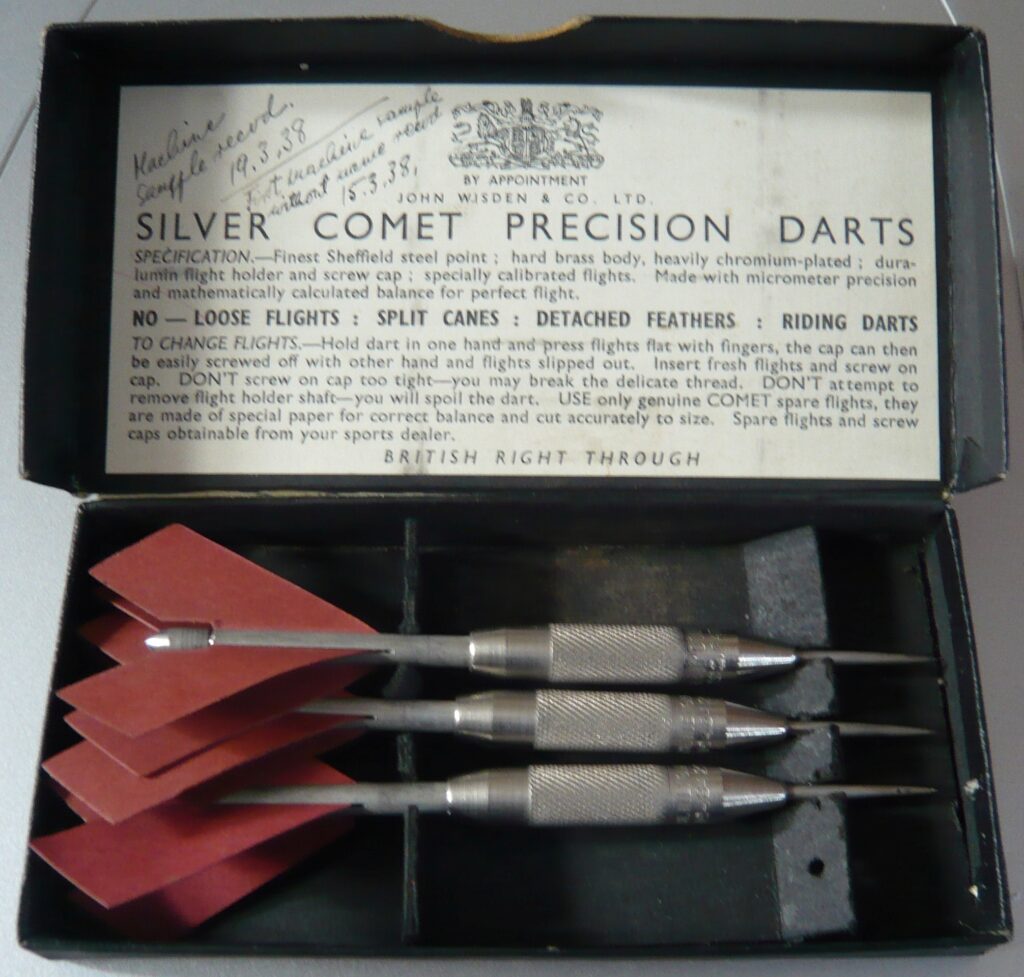 Machine
sample recvd.
19.3.38
First machine sample
without name recvd
15.3.38.
BY APPOINTMENT
JOHN WISDEN & CO. LTD.
SILVER COMET PRECISION DARTS
SPECIFICATION.—Finest Sheffield steel point ; hard brass body, heavily chromium-plated ; dura-
lumin flight holder and screw cap ; specially calibrated flights. Made with micrometer precision
and mathematically calculated balance for perfect flight.
NO — LOOSE FLIGHTS : SPLIT CANES : DETACHED FEATHERS : RIDING DARTS
TO CHANGE FLIGHTS.—Hold dart in one hand and press flights flat with fingers, the cap can then
be easily screwed off with other hand and flights slipped out. Insert fresh flights and screw on
cap. DON'T screw on cap too tight—you may break the delicate thread. DON'T attempt to
remove flight holder shaft—you will spoil the dart. USE only genuine COMET spare flights, they
are made of special paper for correct balance and cut accurately to size. Spare flights and screw
caps obtainable from your sports dealer.
BRITISH RIGHT THROUGH